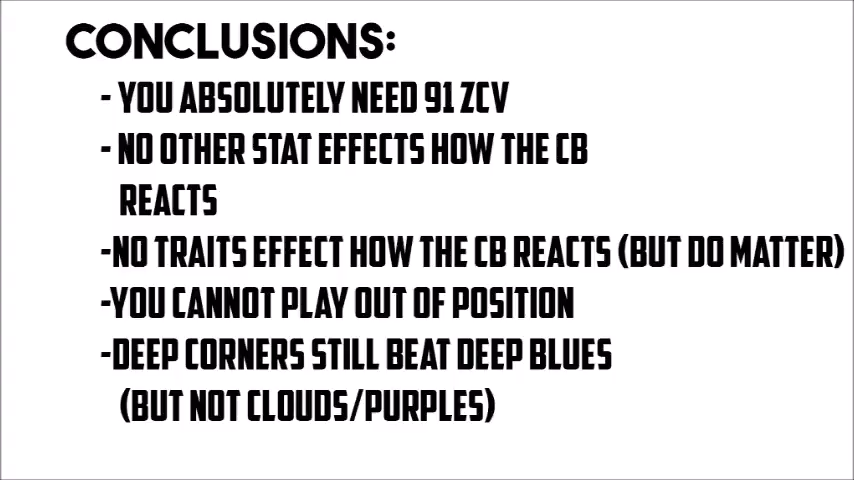 CONCLUSIONS:
- YOU ABSOLUTELY NEED 91 ZCV
- NO OTHER STAT EFFECTS HOW THE CB
REACTS
-NO TRAITS EFFECT HOW THE CB REACTS (BUT DO MATTER)
-YOU CANNOT PLAY OUT OF POSITION
-DEEP CORNERS STILL BEAT DEEP BLUES
(BUT NOT CLOUDS/PURPLES)